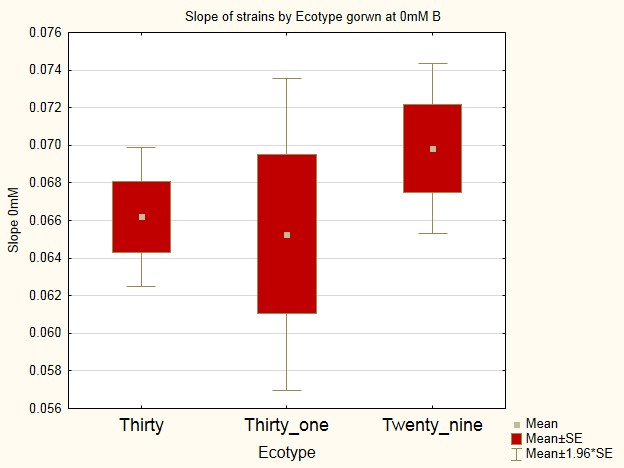 Slope of strains by Ecotype gorwn at 0mM B
0.076
0.074
0.072
0.070
0.068
0.066
0.064
0.062
0.060
0.058
0.056
Slope 0mM
Thirty Thirty_one Twenty_nine
Ecotype
Mean
Mean±SE
Mean±1.96*SE